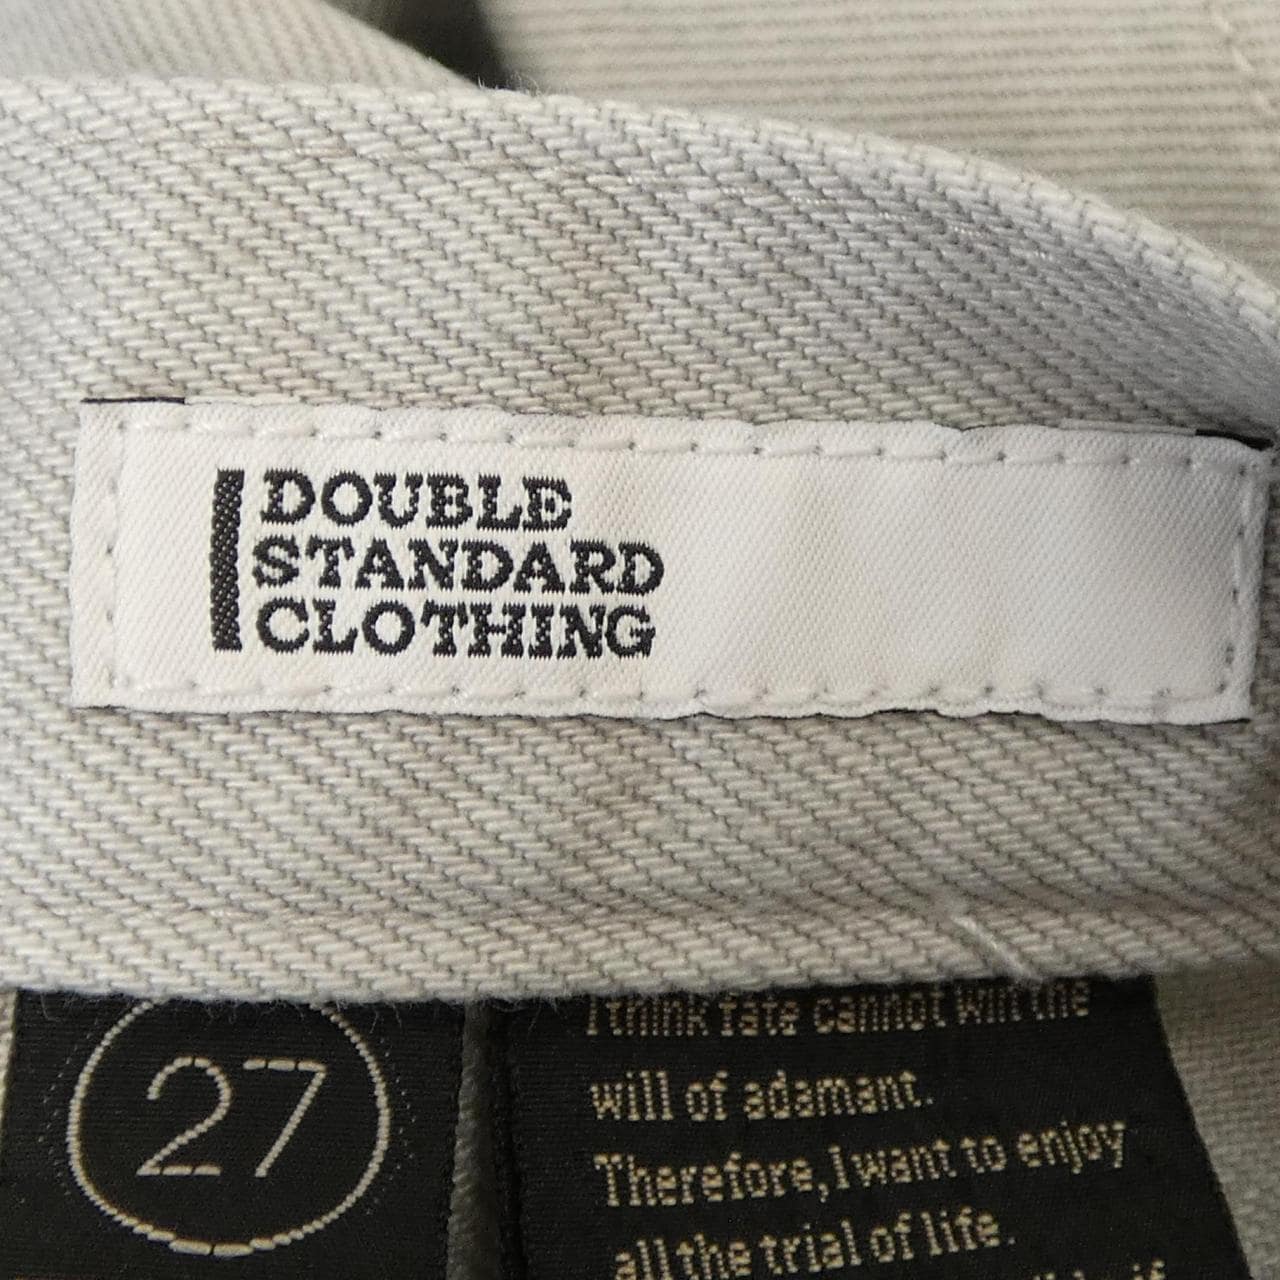 DOUBLE
STANDARD
CLOTHING
27
I think fate cannot win the
will of adamant.
Therefore, I want to enjoy
all the trial of life.
if